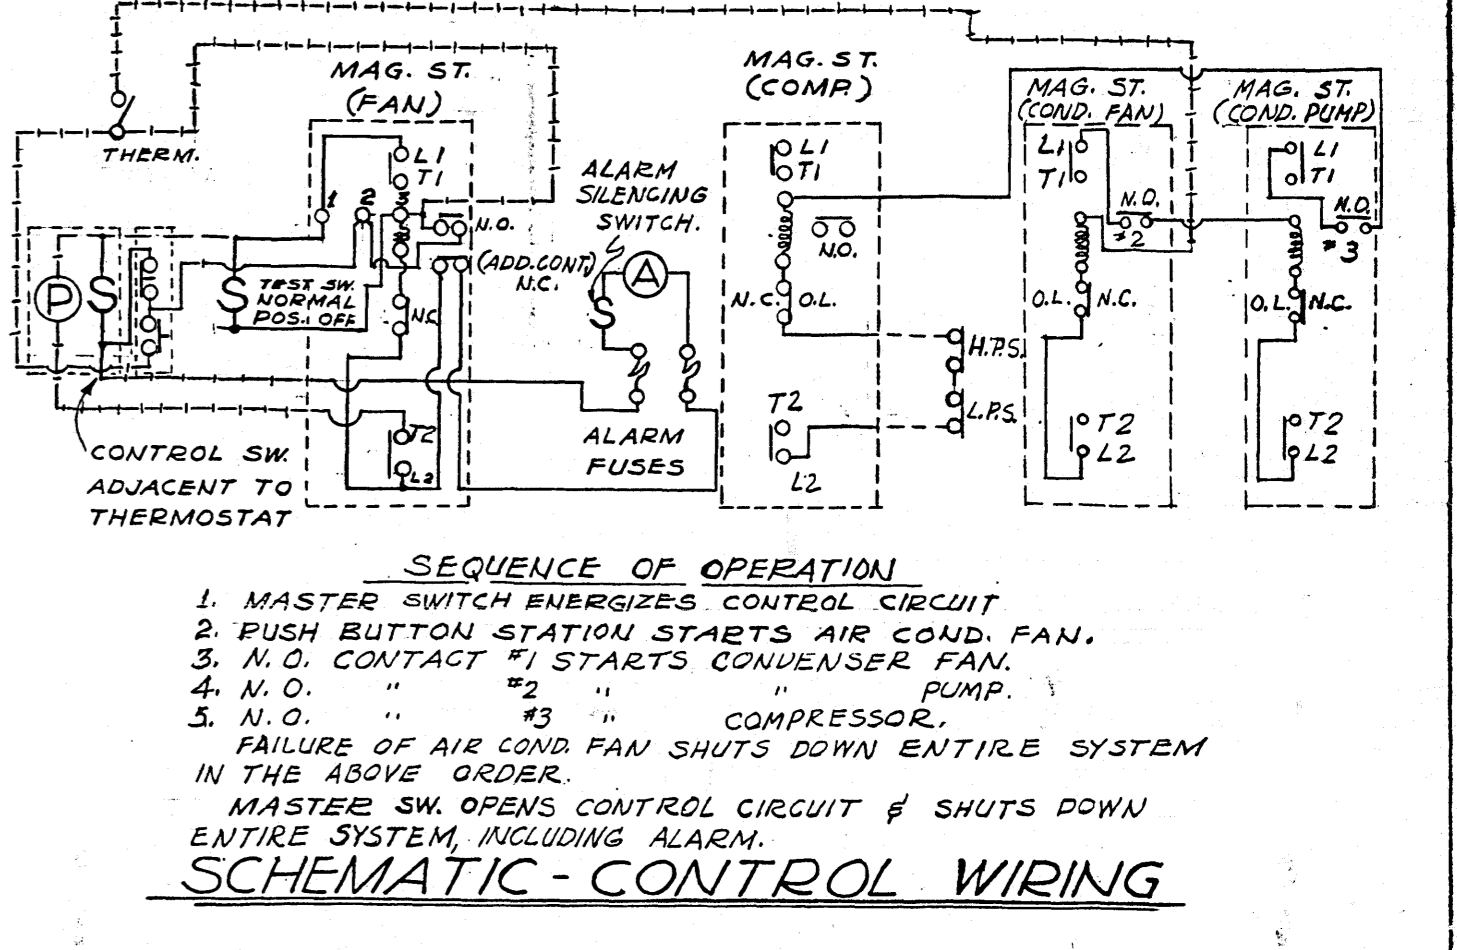 MAG. ST.
(FAN)
MAG. ST.
(COMP.)
MAG. ST.
(COND. FAN)
MAG. ST.
(COND. PUMP)
THERM.
L1
T1
1
2
3
N.O.
(ADD. CONT.)
N.C.
ALARM
SILENCING
SWITCH.
A
S
P
S
S
TEST SW.
NORMAL
POS. OFF
N.C.
T2
L2
ALARM
FUSES
L1
T1
N.O.
N.C.
O.L.
H.P.S.
L.P.S.
T2
L2
L1
T1
N.O.
#2
O.L.
N.C.
T2
L2
L1
T1
N.O.
#3
O.L.
N.C.
T2
L2
CONTROL SW.
ADJACENT TO
THERMOSTAT
SEQUENCE OF OPERATION
1. MASTER SWITCH ENERGIZES CONTROL CIRCUIT
2. PUSH BUTTON STATION STARTS AIR COND. FAN.
3. N.O. CONTACT #1 STARTS CONDENSER FAN.
4. N.O. " #2 " " PUMP.
5. N.O. " #3 " COMPRESSOR.
FAILURE OF AIR COND. FAN SHUTS DOWN ENTIRE SYSTEM
IN THE ABOVE ORDER.
MASTER SW. OPENS CONTROL CIRCUIT & SHUTS DOWN
ENTIRE SYSTEM, INCLUDING ALARM.
SCHEMATIC - CONTROL WIRING